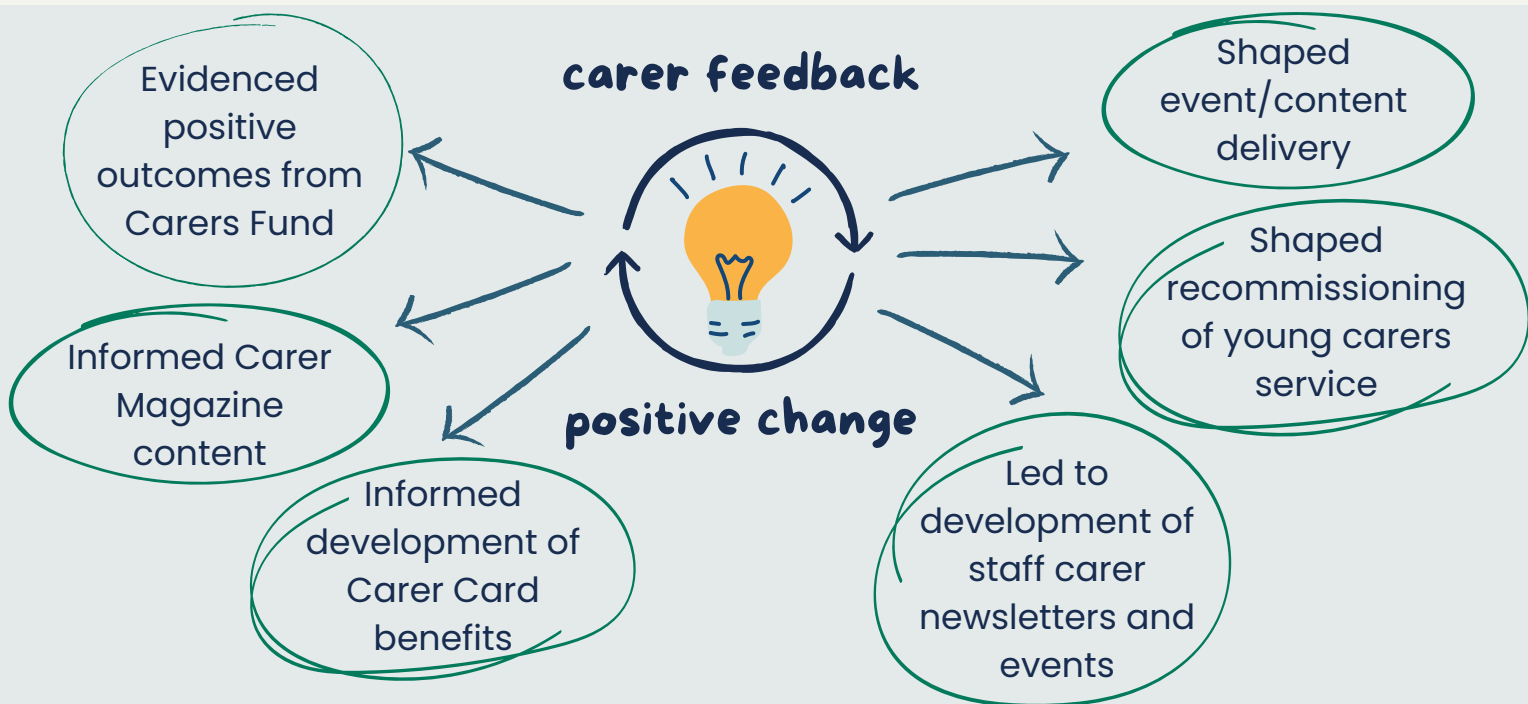 carer feedback
positive change
Evidenced
positive
outcomes from
Carers Fund
Informed Carer
Magazine
content
Informed
development of
Carer Card
benefits
Shaped
event/content
delivery
Shaped
recommissioning
of young carers
service
Led to
development of
staff carer
newsletters and
events